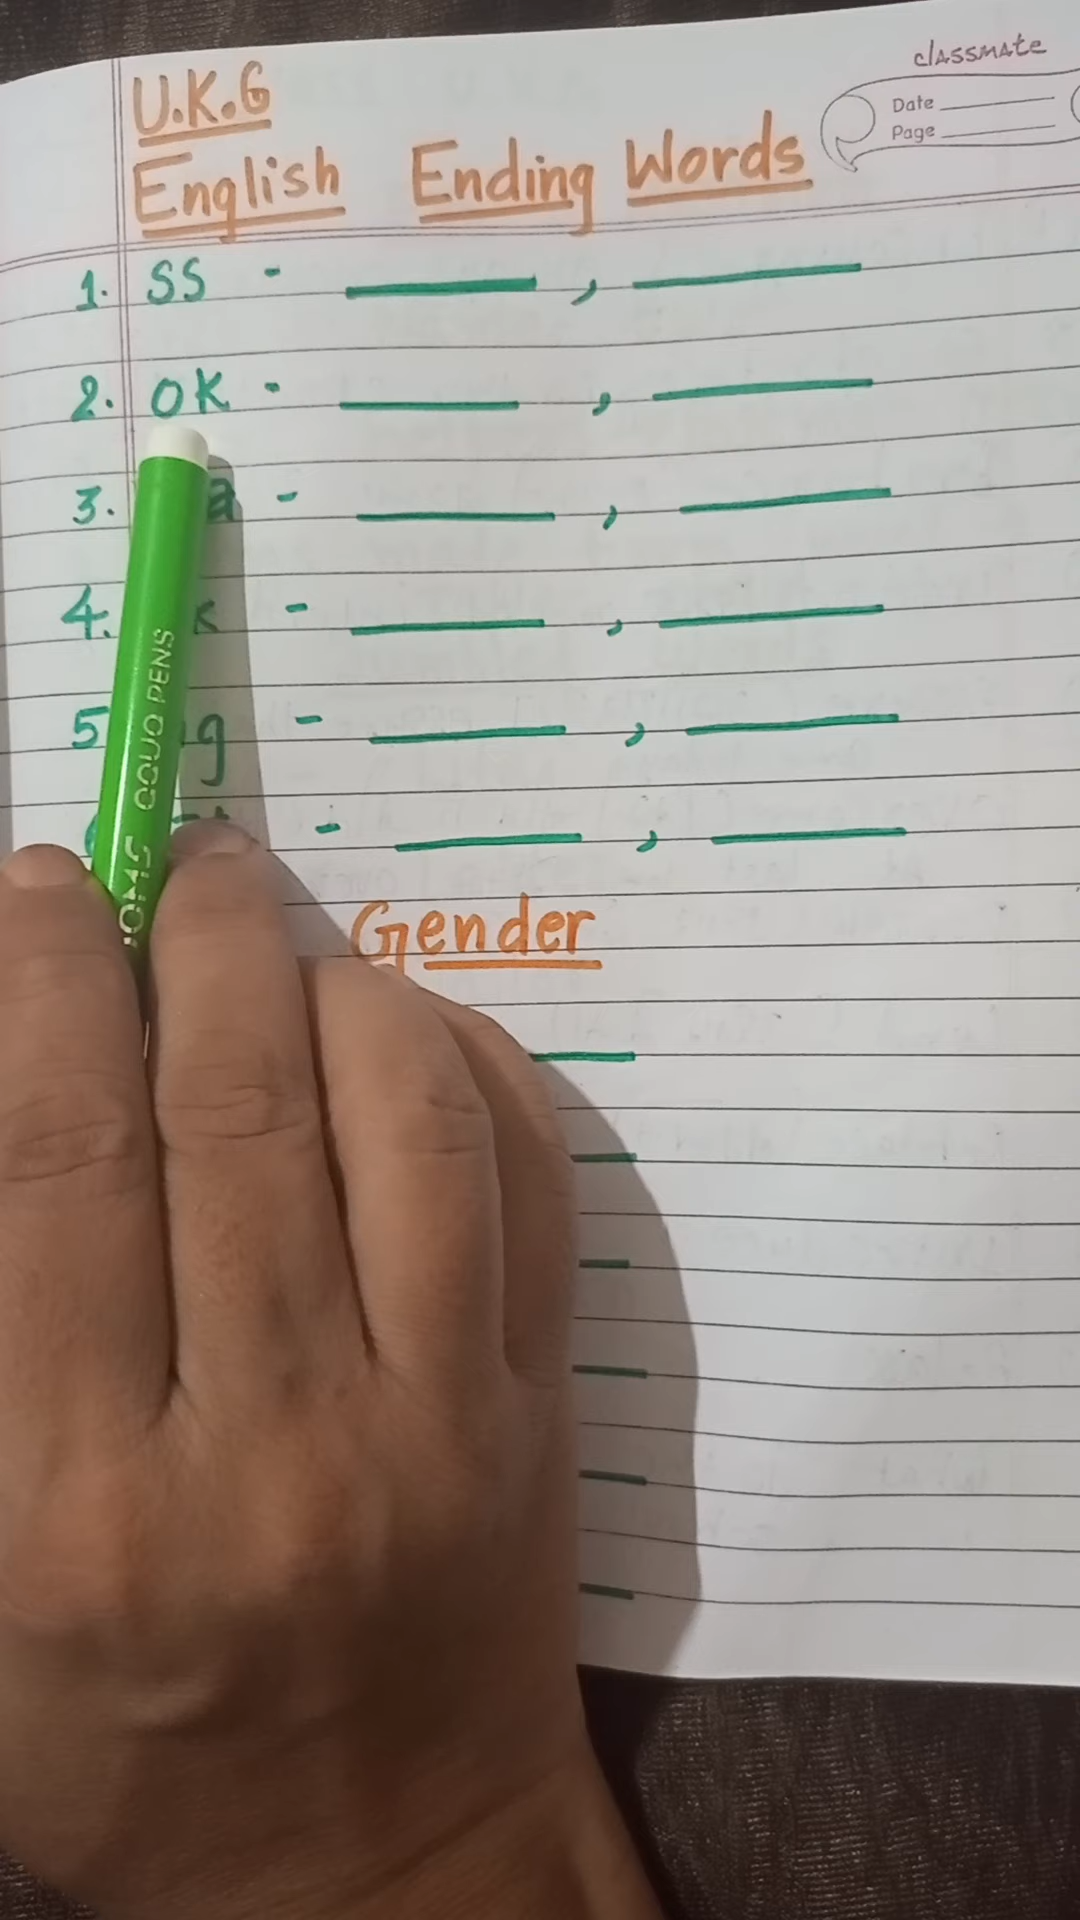 classmate
Date
Page
U.K.G
English Ending Words
1. SS - ,
2. OK - ,
3. - ,
4. - ,
5 - ,
- ,
Gender
DOMS AQUA PENS